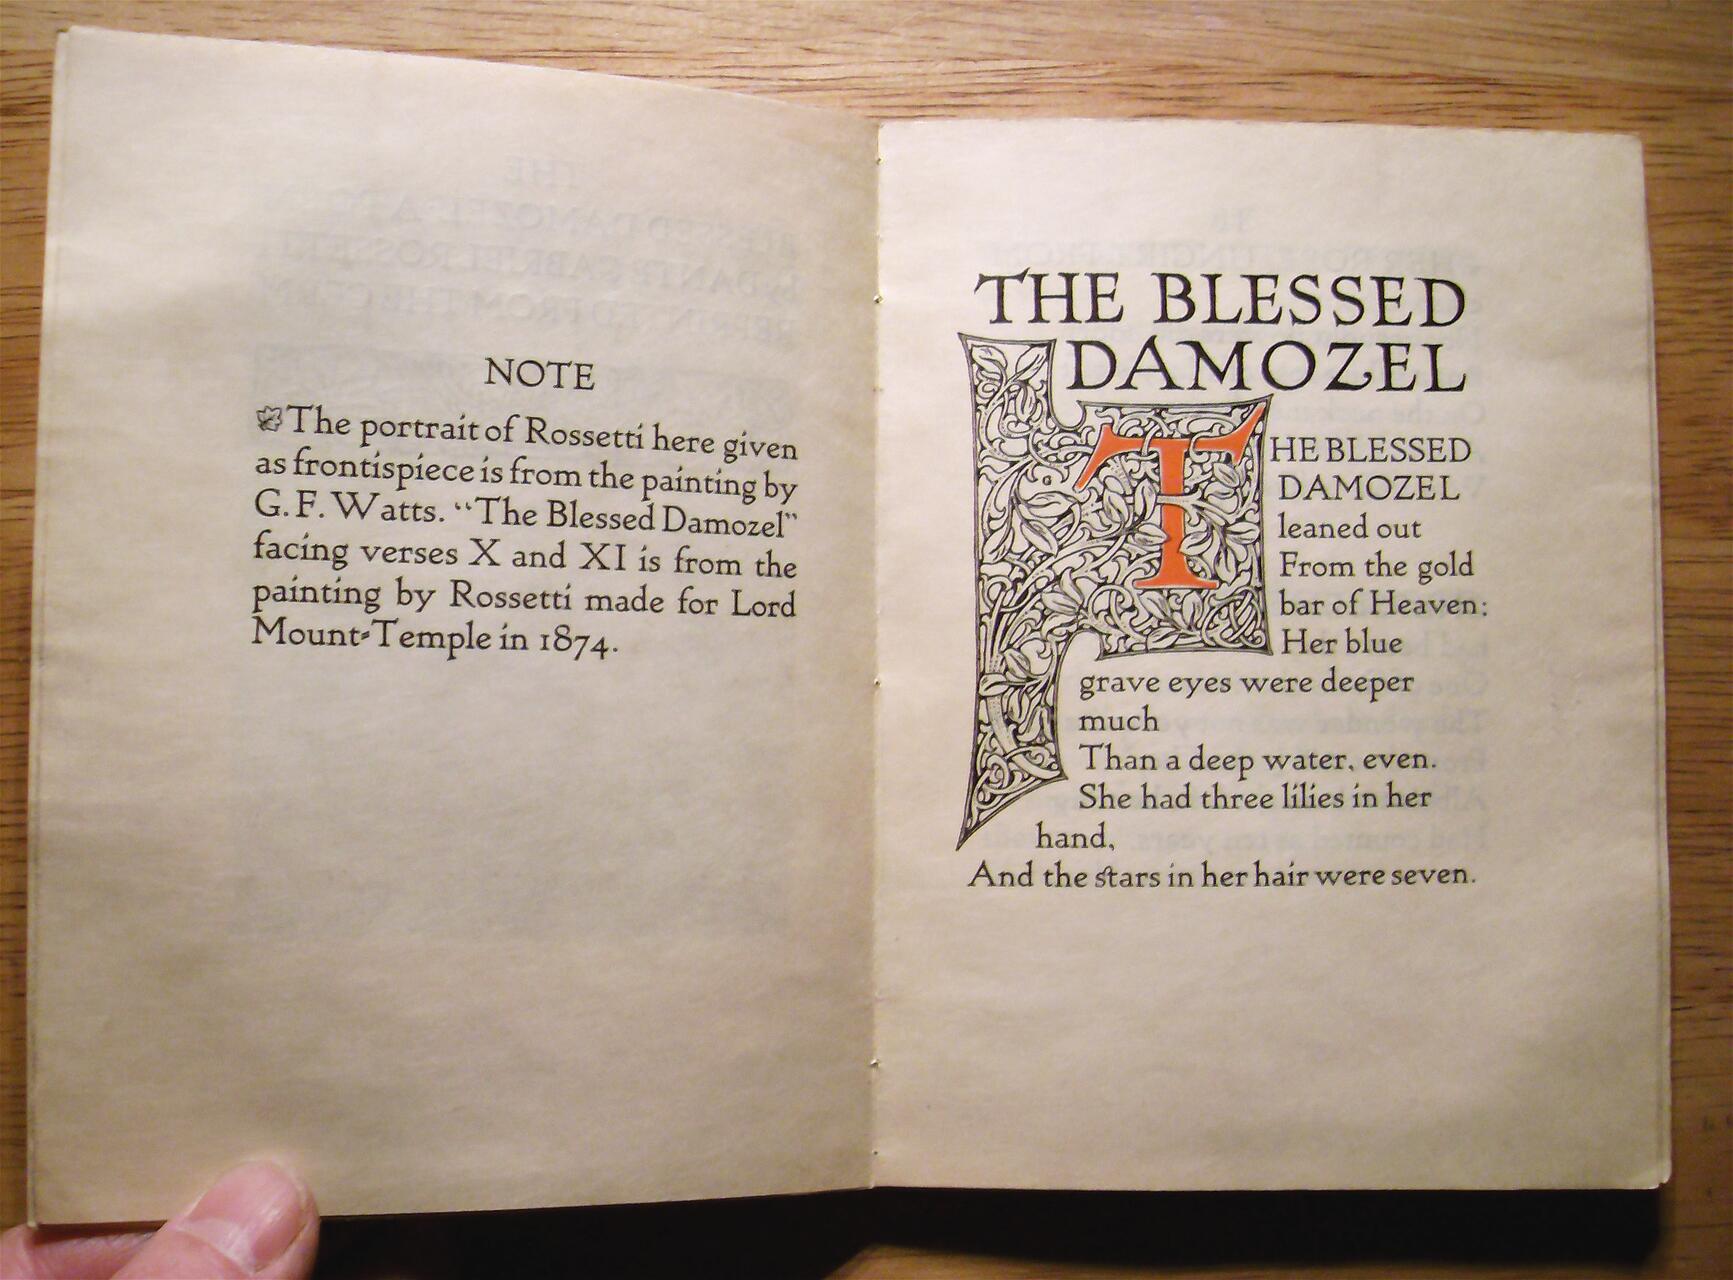 NOTE
The portrait of Rossetti here given
as frontispiece is from the painting by
G. F. Watts. "The Blessed Damozel"
facing verses X and XI is from the
painting by Rossetti made for Lord
Mount-Temple in 1874.
THE BLESSED
DAMOZEL
THE BLESSED
DAMOZEL
leaned out
From the gold
bar of Heaven:
Her blue
grave eyes were deeper
much
Than a deep water, even.
She had three lilies in her
hand,
And the stars in her hair were seven.